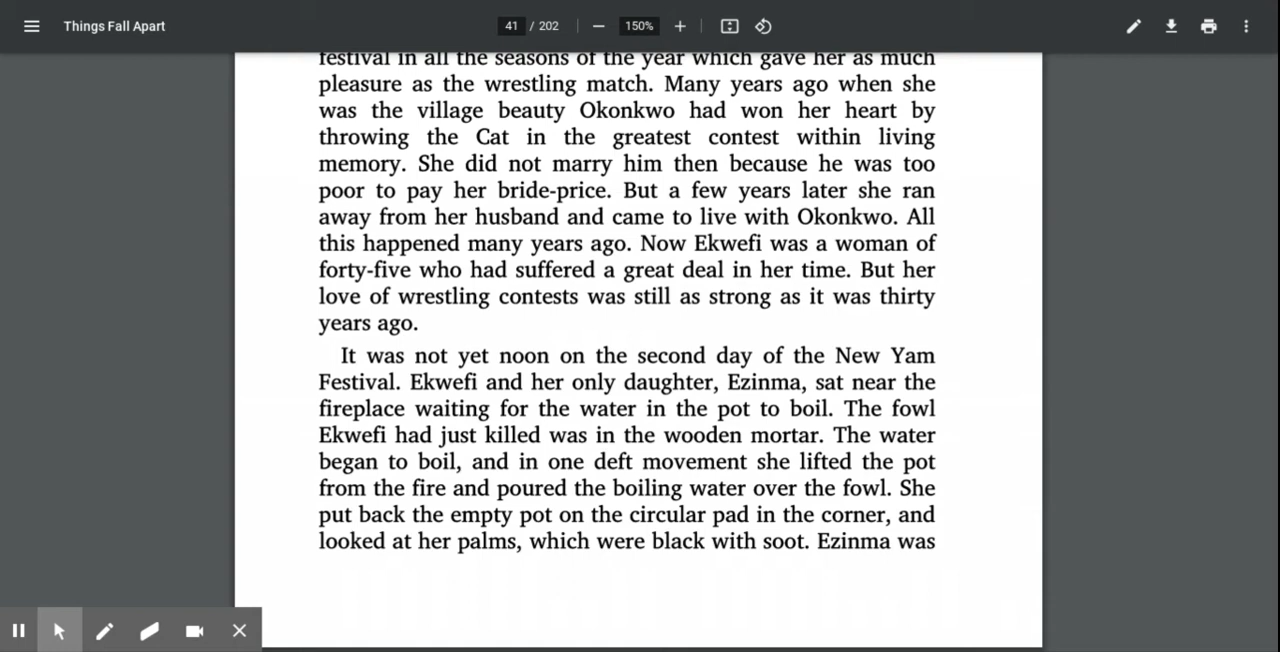 Things Fall Apart
41 / 202
150%
festival in all the seasons of the year which gave her as much
pleasure as the wrestling match. Many years ago when she
was the village beauty Okonkwo had won her heart by
throwing the Cat in the greatest contest within living
memory. She did not marry him then because he was too
poor to pay her bride-price. But a few years later she ran
away from her husband and came to live with Okonkwo. All
this happened many years ago. Now Ekwefi was a woman of
forty-five who had suffered a great deal in her time. But her
love of wrestling contests was still as strong as it was thirty
years ago.
It was not yet noon on the second day of the New Yam
Festival. Ekwefi and her only daughter, Ezinma, sat near the
fireplace waiting for the water in the pot to boil. The fowl
Ekwefi had just killed was in the wooden mortar. The water
began to boil, and in one deft movement she lifted the pot
from the fire and poured the boiling water over the fowl. She
put back the empty pot on the circular pad in the corner, and
looked at her palms, which were black with soot. Ezinma was